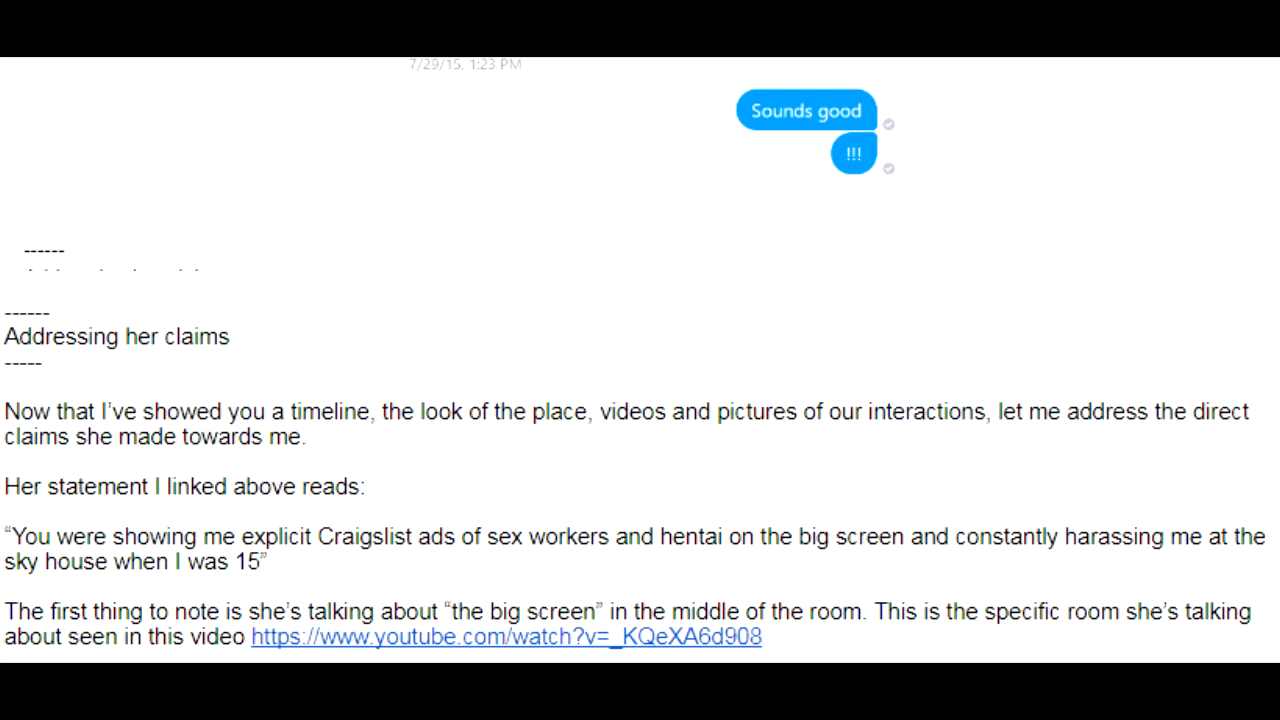 7/29/15, 1:23 PM
Sounds good
!!!
------
------
Addressing her claims
-----
Now that I've showed you a timeline, the look of the place, videos and pictures of our interactions, let me address the direct
claims she made towards me.
Her statement I linked above reads:
“You were showing me explicit Craigslist ads of sex workers and hentai on the big screen and constantly harassing me at the
sky house when I was 15”
The first thing to note is she’s talking about “the big screen” in the middle of the room. This is the specific room she’s talking
about seen in this video https://www.youtube.com/watch?v=_KQeXA6d908